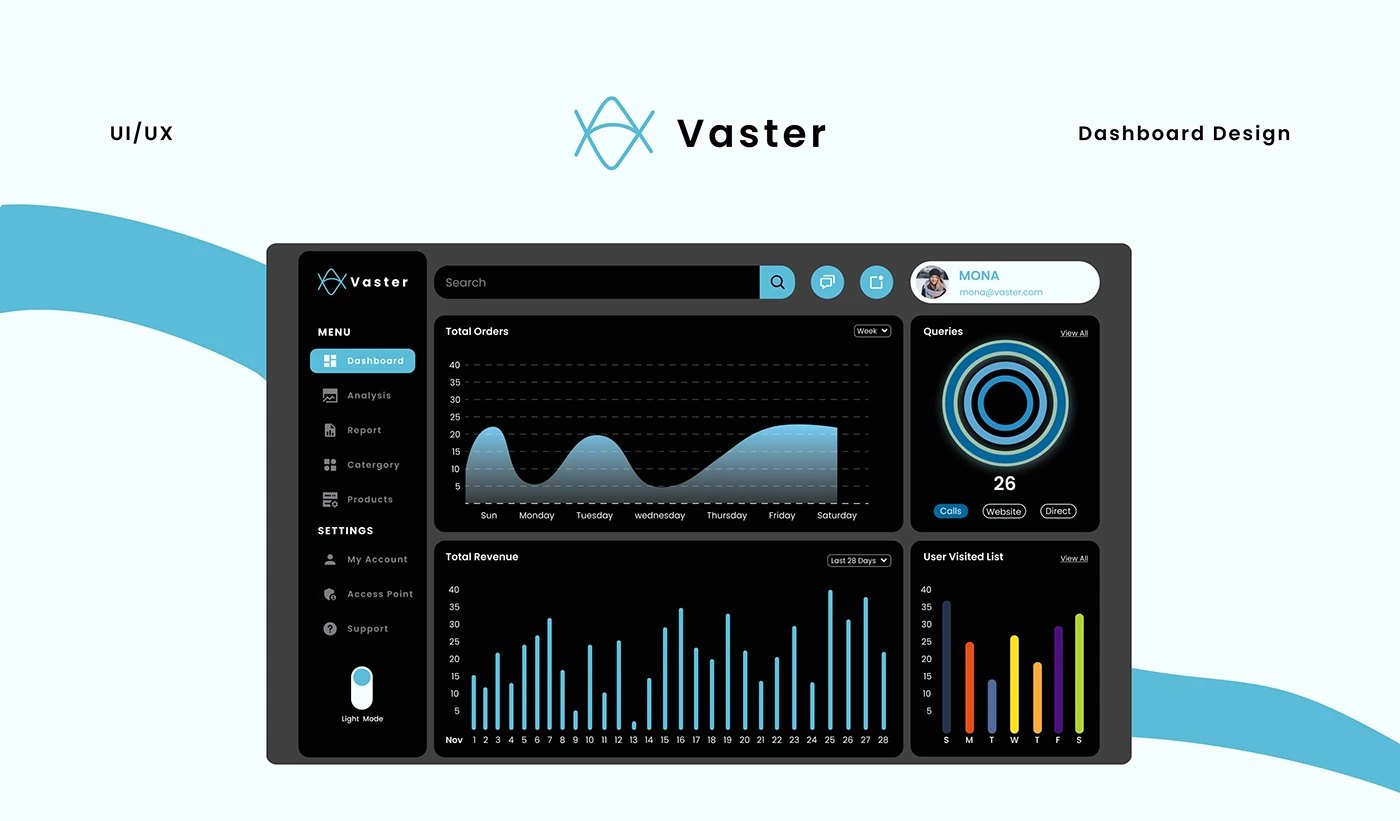 UI/UX
Vaster
Dashboard Design
Vaster
MENU
Dashboard
Analysis
Report
Catergory
Products
SETTINGS
My Account
Access Point
Support
Light Mode
Search
MONA
mona@vaster.com
Total Orders
Week
40
35
30
25
20
15
10
5
Sun Monday Tuesday wednesday Thursday Friday Saturday
Queries
View All
26
Calls Website Direct
Total Revenue
Last 28 Days
40
35
30
25
20
15
10
5
Nov 1 2 3 4 5 6 7 8 9 10 11 12 13 14 15 16 17 18 19 20 21 22 23 24 25 26 27 28
User Visited List
View All
40
35
30
25
20
15
10
5
S M T W T F S